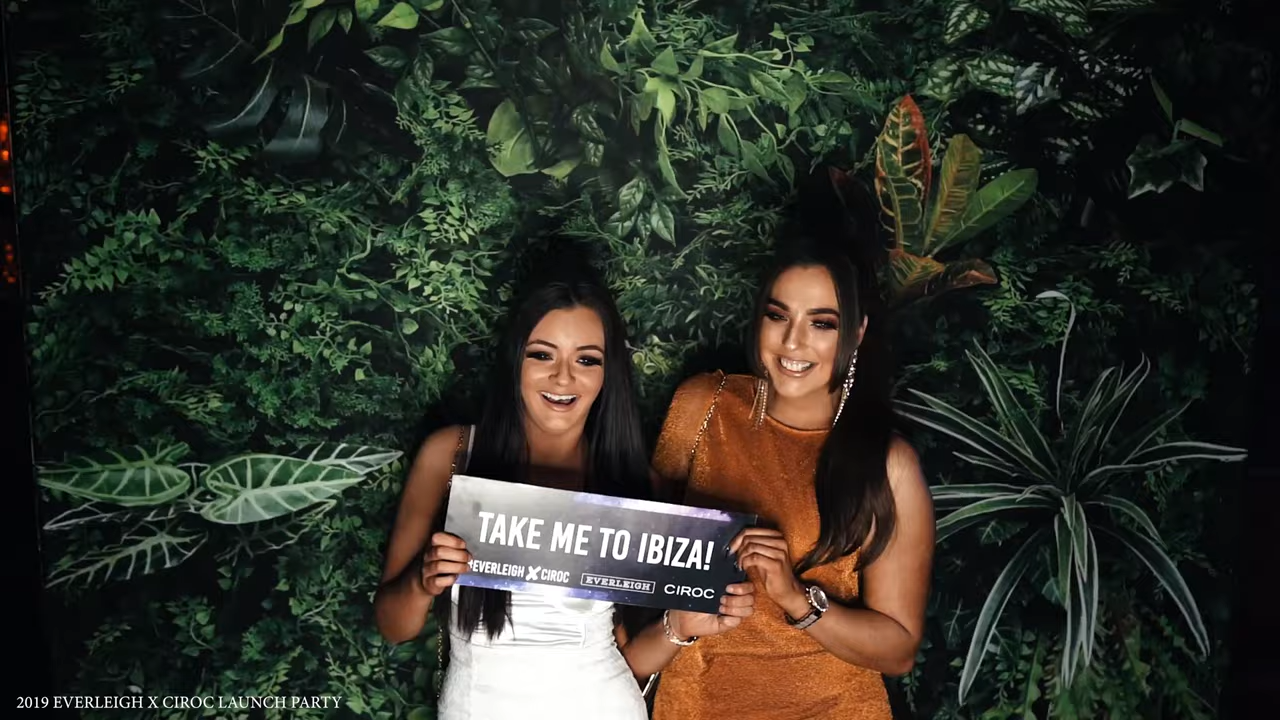 TAKE ME TO IBIZA!
#EVERLEIGH X CIROC EVERLEIGH CIROC
2019 EVERLEIGH X CIROC LAUNCH PARTY